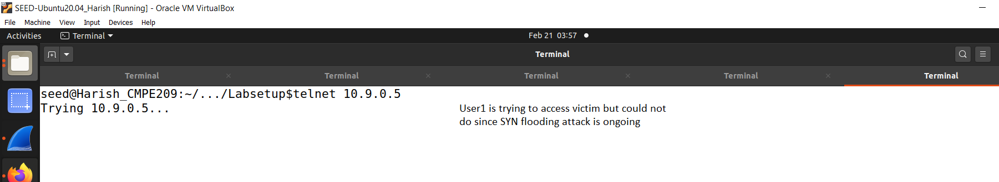 SEED-Ubuntu20.04_Harish [Running] - Oracle VM VirtualBox
File Machine View Input Devices Help
Activities Terminal Feb 21 03:57
Terminal
Terminal Terminal Terminal Terminal Terminal
seed@Harish_CMPE209:~/.../Labsetup$telnet 10.9.0.5
Trying 10.9.0.5...
User1 is trying to access victim but could not
do since SYN flooding attack is ongoing